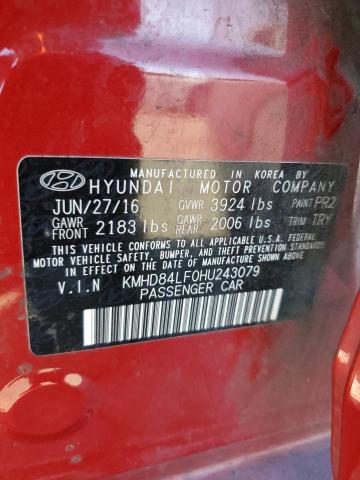 MANUFACTURED IN KOREA BY
HYUNDAI MOTOR COMPANY
JUN/27/16 GVWR 3924 lbs PAINT PR2
GAWR FRONT 2183 lbs GAWR REAR 2006 lbs TRIM TRY
THIS VEHICLE CONFORMS TO ALL APPLICABLE U.S.A. FEDERAL
MOTOR VEHICLE SAFETY, BUMPER, AND THEFT PREVENTION
STANDARDS IN EFFECT ON THE DATE OF MANUFACTURE SHOWN ABOVE.
V.I.N KMHD84LF0HU243079
PASSENGER CAR